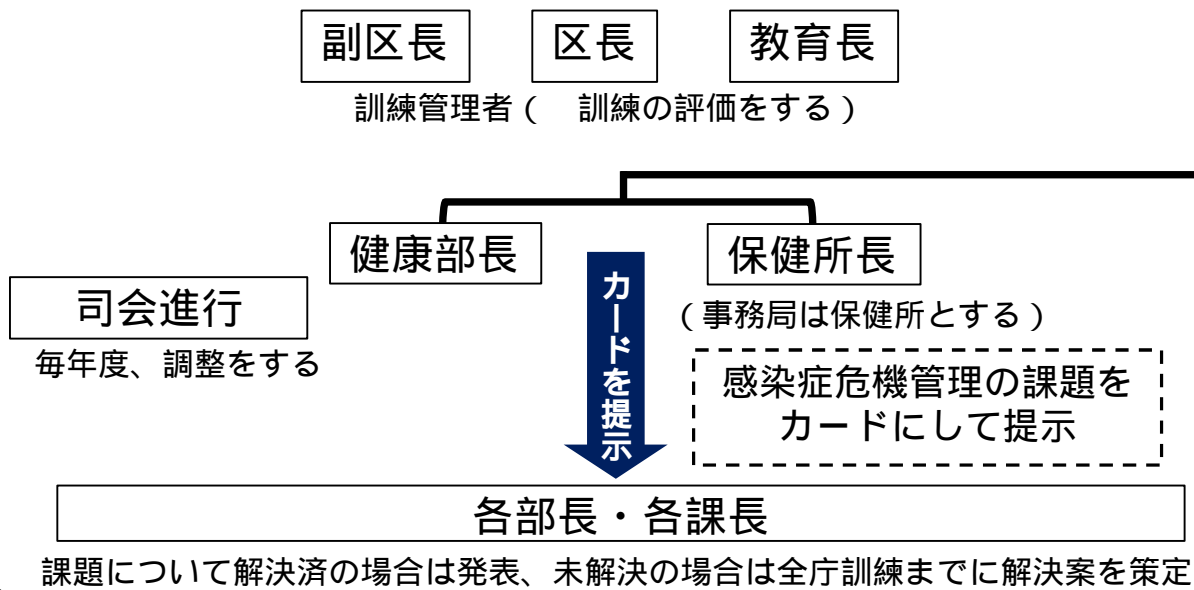 副区長 区長 教育長
訓練管理者（　訓練の評価をする）
健康部長 保健所長
司会進行
（事務局は保健所とする）
毎年度、調整をする
カードを提示
感染症危機管理の課題を
カードにして提示
各部長・各課長
課題について解決済の場合は発表、未解決の場合は全庁訓練までに解決案を策定